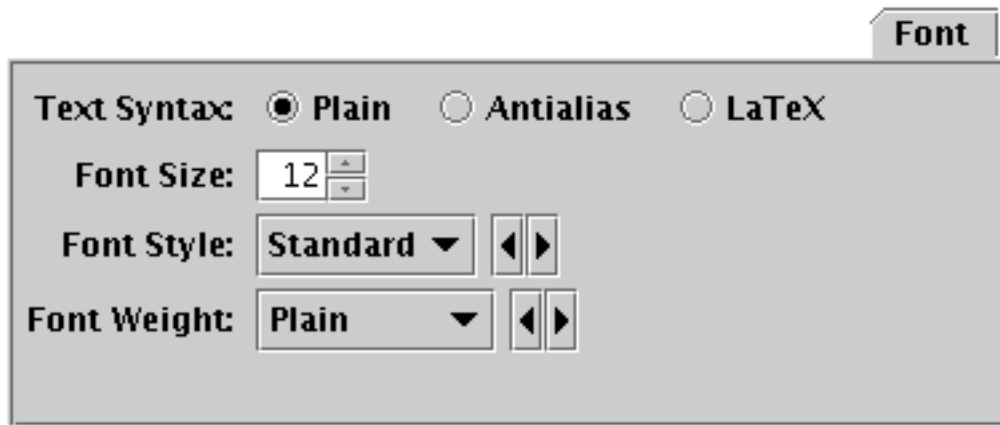 Font
Text Syntax: Plain Antialias LaTeX
Font Size: 12
Font Style: Standard
Font Weight: Plain